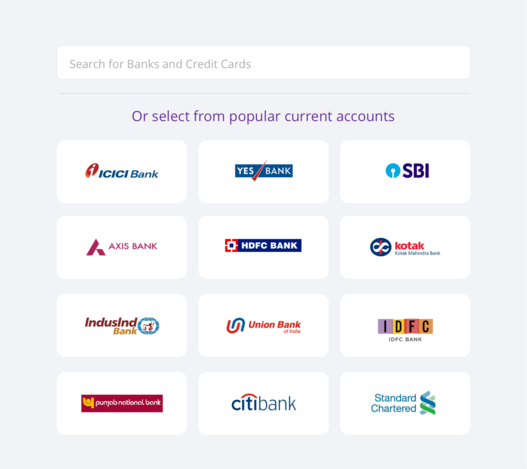 Search for Banks and Credit Cards
Or select from popular current accounts
ICICI Bank
YES BANK
SBI
AXIS BANK
HDFC BANK
kotak
Kotak Mahindra Bank
IndusInd
Bank
Union Bank
of India
IDFC
IDFC BANK
punjab national bank
citibank
Standard
Chartered